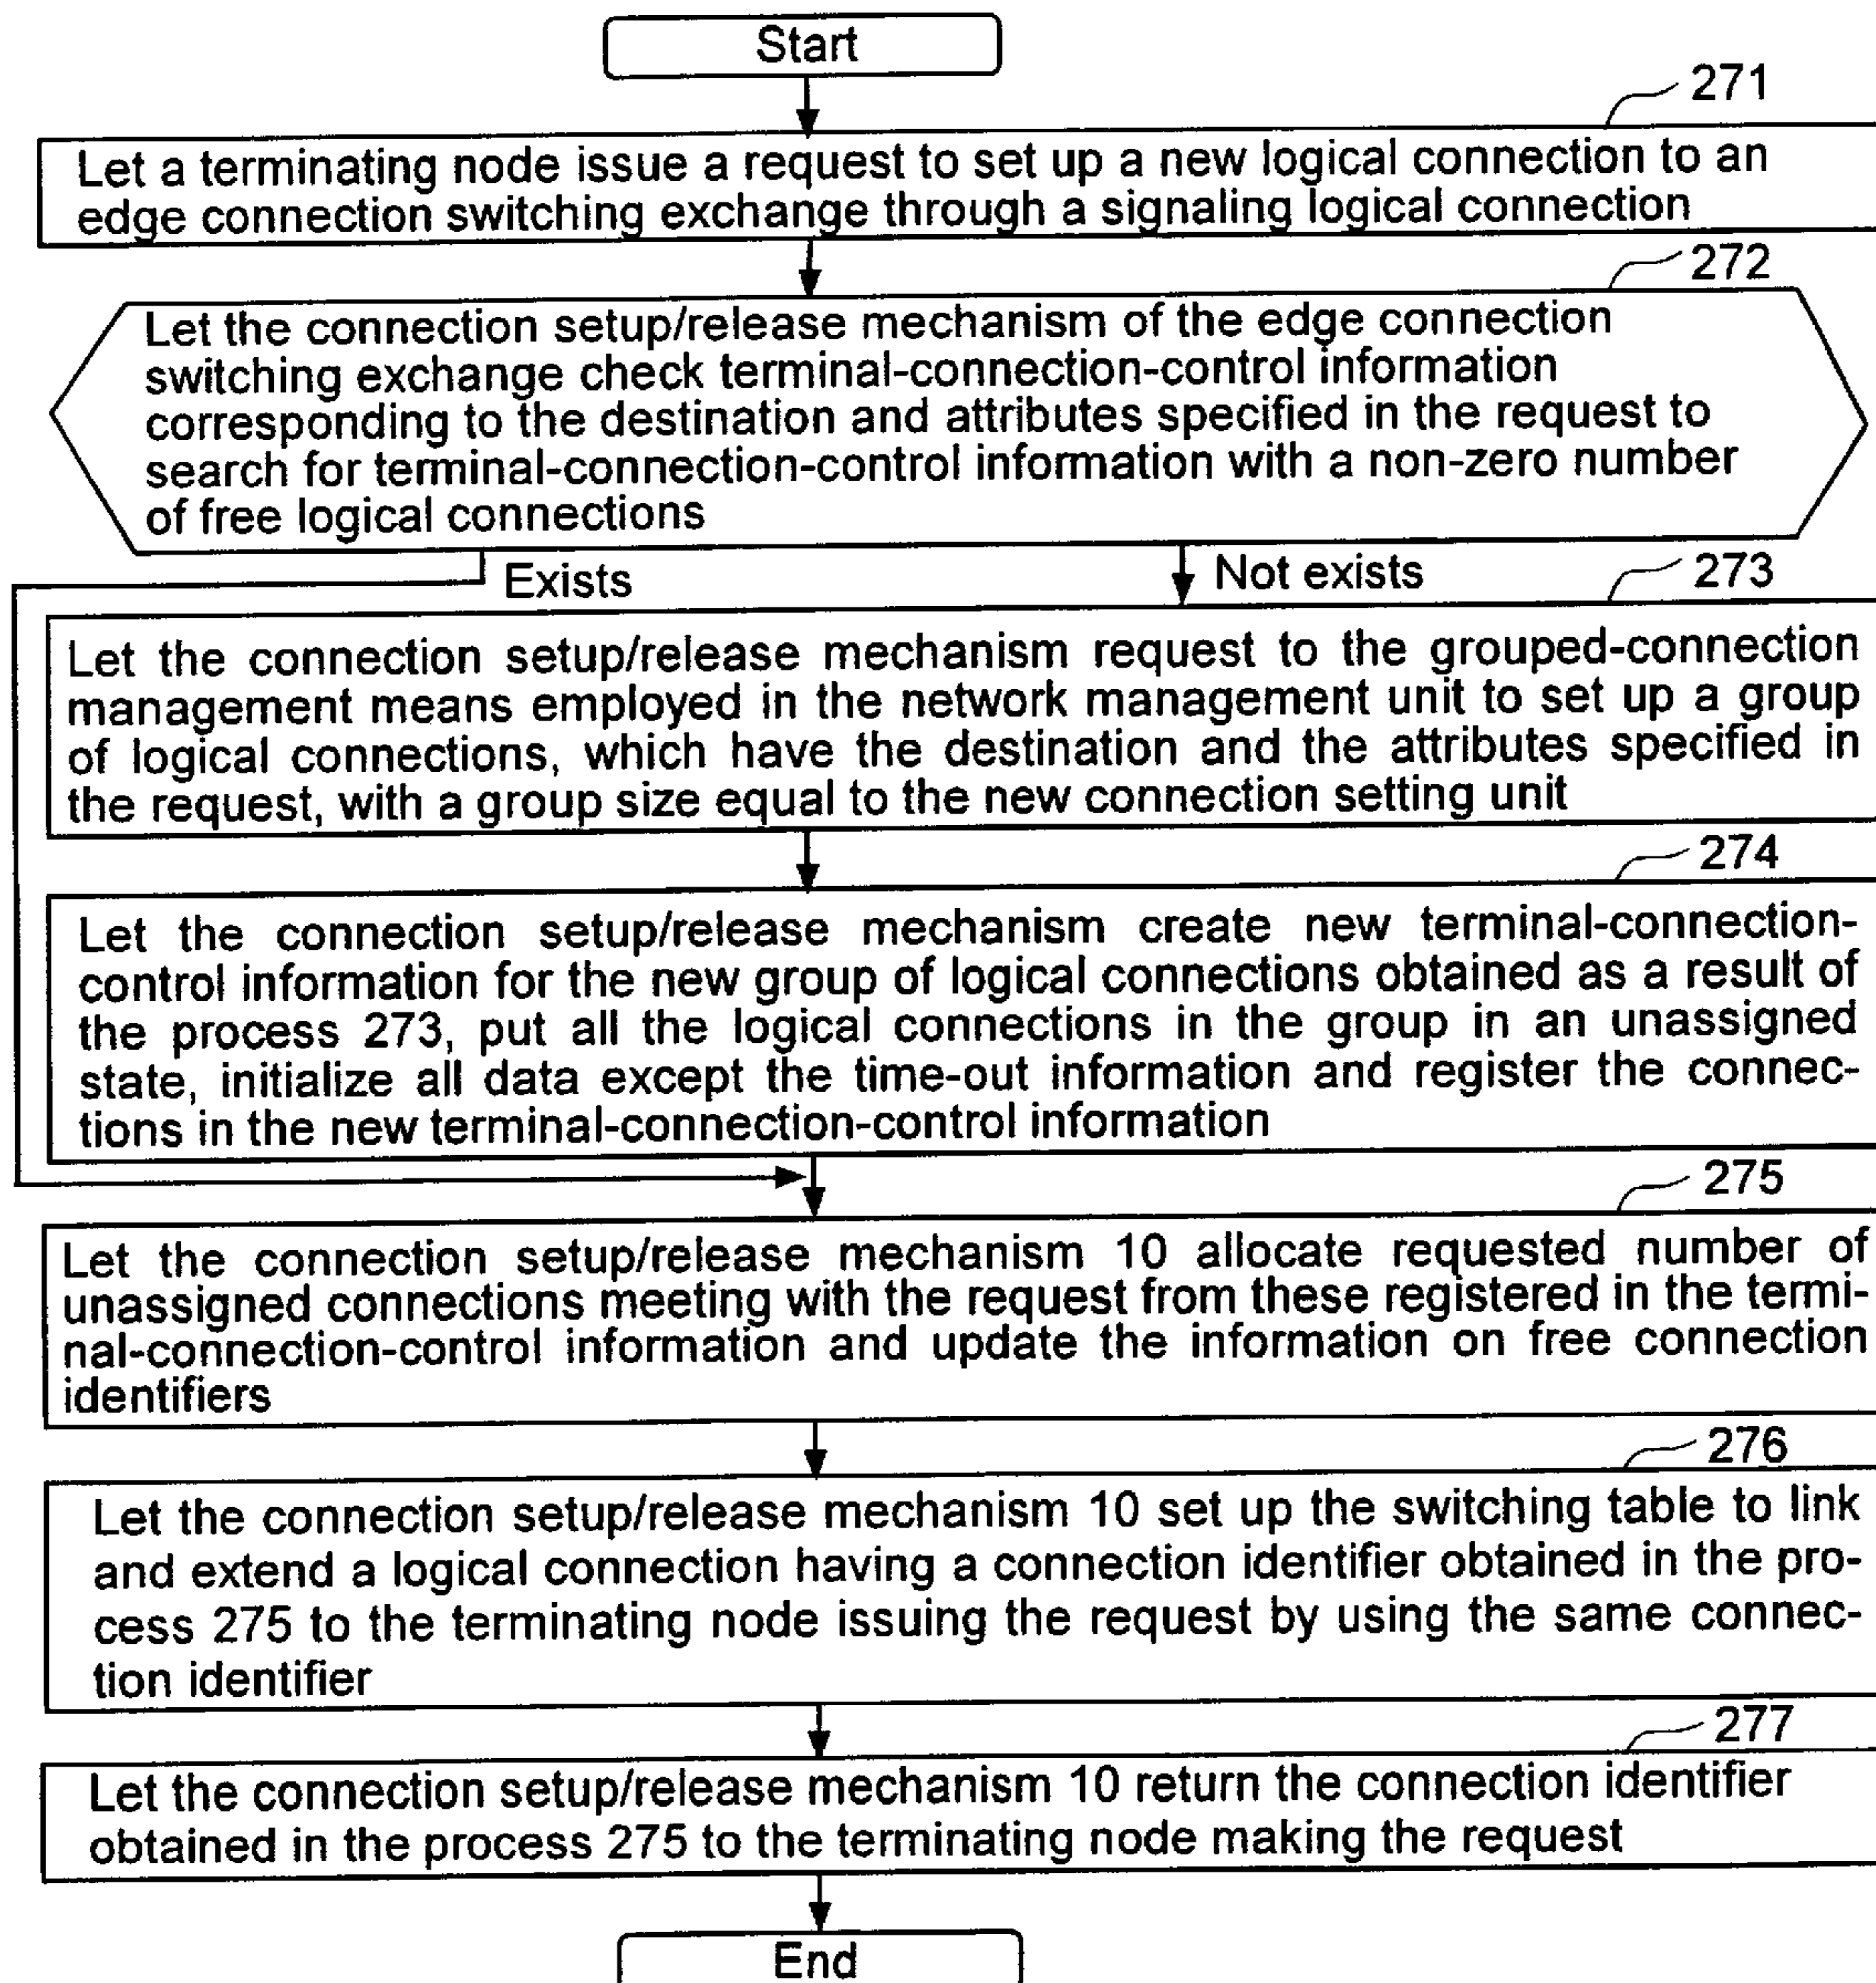 Start
271
Let a terminating node issue a request to set up a new logical connection to an
edge connection switching exchange through a signaling logical connection
272
Let the connection setup/release mechanism of the edge connection
switching exchange check terminal-connection-control information
corresponding to the destination and attributes specified in the request to
search for terminal-connection-control information with a non-zero number
of free logical connections
Exists
Not exists
273
Let the connection setup/release mechanism request to the grouped-connection
management means employed in the network management unit to set up a group
of logical connections, which have the destination and the attributes specified in
the request, with a group size equal to the new connection setting unit
274
Let the connection setup/release mechanism create new terminal-connection-
control information for the new group of logical connections obtained as a result of
the process 273, put all the logical connections in the group in an unassigned
state, initialize all data except the time-out information and register the connec-
tions in the new terminal-connection-control information
275
Let the connection setup/release mechanism 10 allocate requested number of
unassigned connections meeting with the request from these registered in the termi-
nal-connection-control information and update the information on free connection
identifiers
276
Let the connection setup/release mechanism 10 set up the switching table to link
and extend a logical connection having a connection identifier obtained in the pro-
cess 275 to the terminating node issuing the request by using the same connec-
tion identifier
277
Let the connection setup/release mechanism 10 return the connection identifier
obtained in the process 275 to the terminating node making the request
End